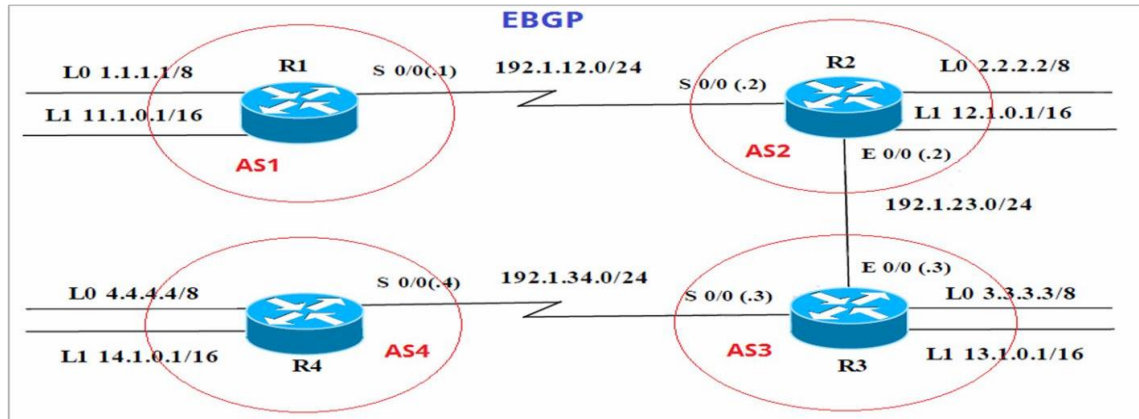 EBGP
L0 1.1.1.1/8
R1
S 0/0(.1)
192.1.12.0/24
S 0/0 (.2)
R2
L0 2.2.2.2/8
L1 11.1.0.1/16
L1 12.1.0.1/16
AS1
AS2
E 0/0 (.2)
192.1.23.0/24
L0 4.4.4.4/8
S 0/0(.4)
192.1.34.0/24
S 0/0 (.3)
E 0/0 (.3)
L0 3.3.3.3/8
L1 14.1.0.1/16
R4
AS4
AS3
R3
L1 13.1.0.1/16